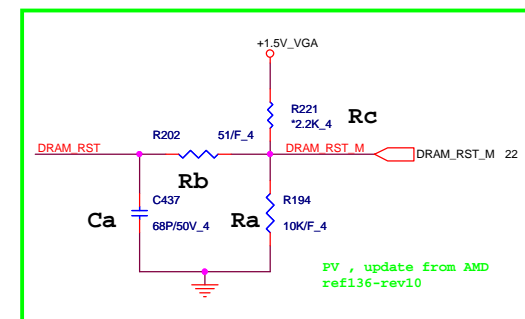 +1.5V_VGA
R221
*2.2K_4
Rc
R202
51/F_4
DRAM_RST
DRAM_RST_M
DRAM_RST_M 22
Rb
C437
Ca
68P/50V_4
Ra
R194
10K/F_4
PV , update from AMD
ref136-rev10